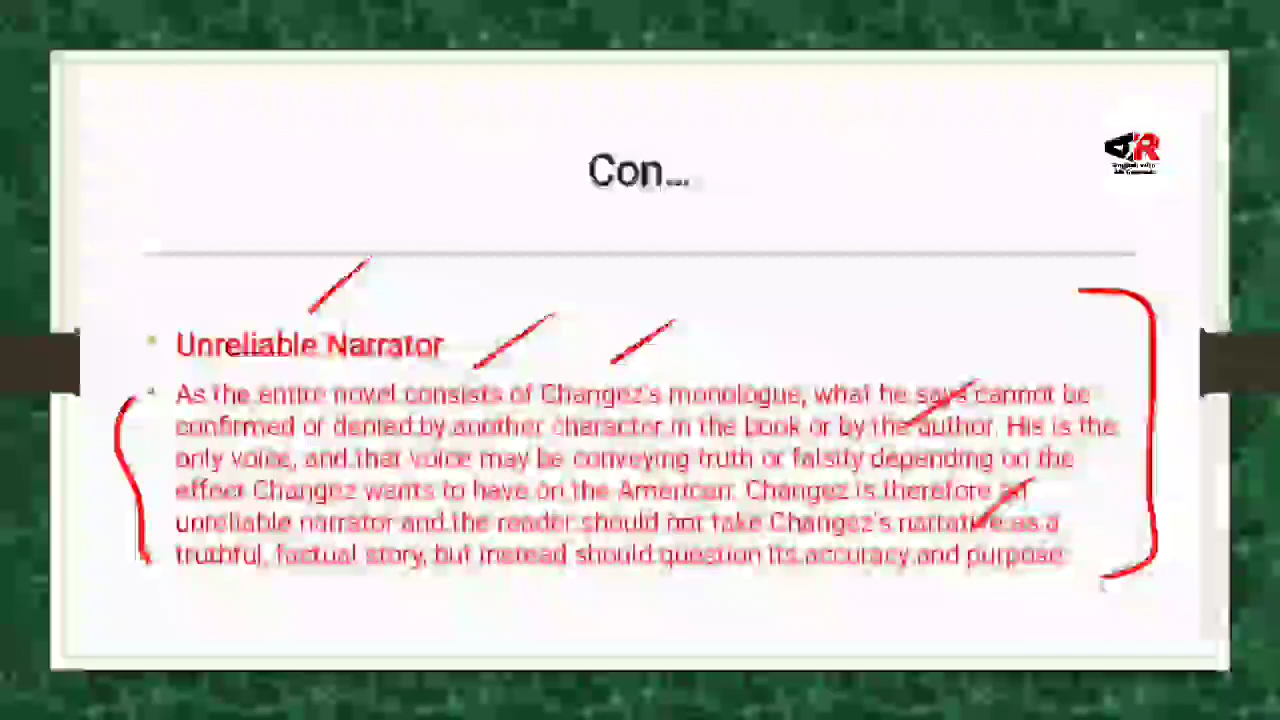 Con...
Unreliable Narrator
As the entire novel consists of Changez's monologue, what he says cannot be
confirmed or denied by another character in the book or by the author. His is the
only voice, and that voice may be conveying truth or falsity depending on the
effect Changez wants to have on the American. Changez is therefore an
unreliable narrator and the reader should not take Changez's narrative as a
truthful, factual story, but instead should question its accuracy and purpose.